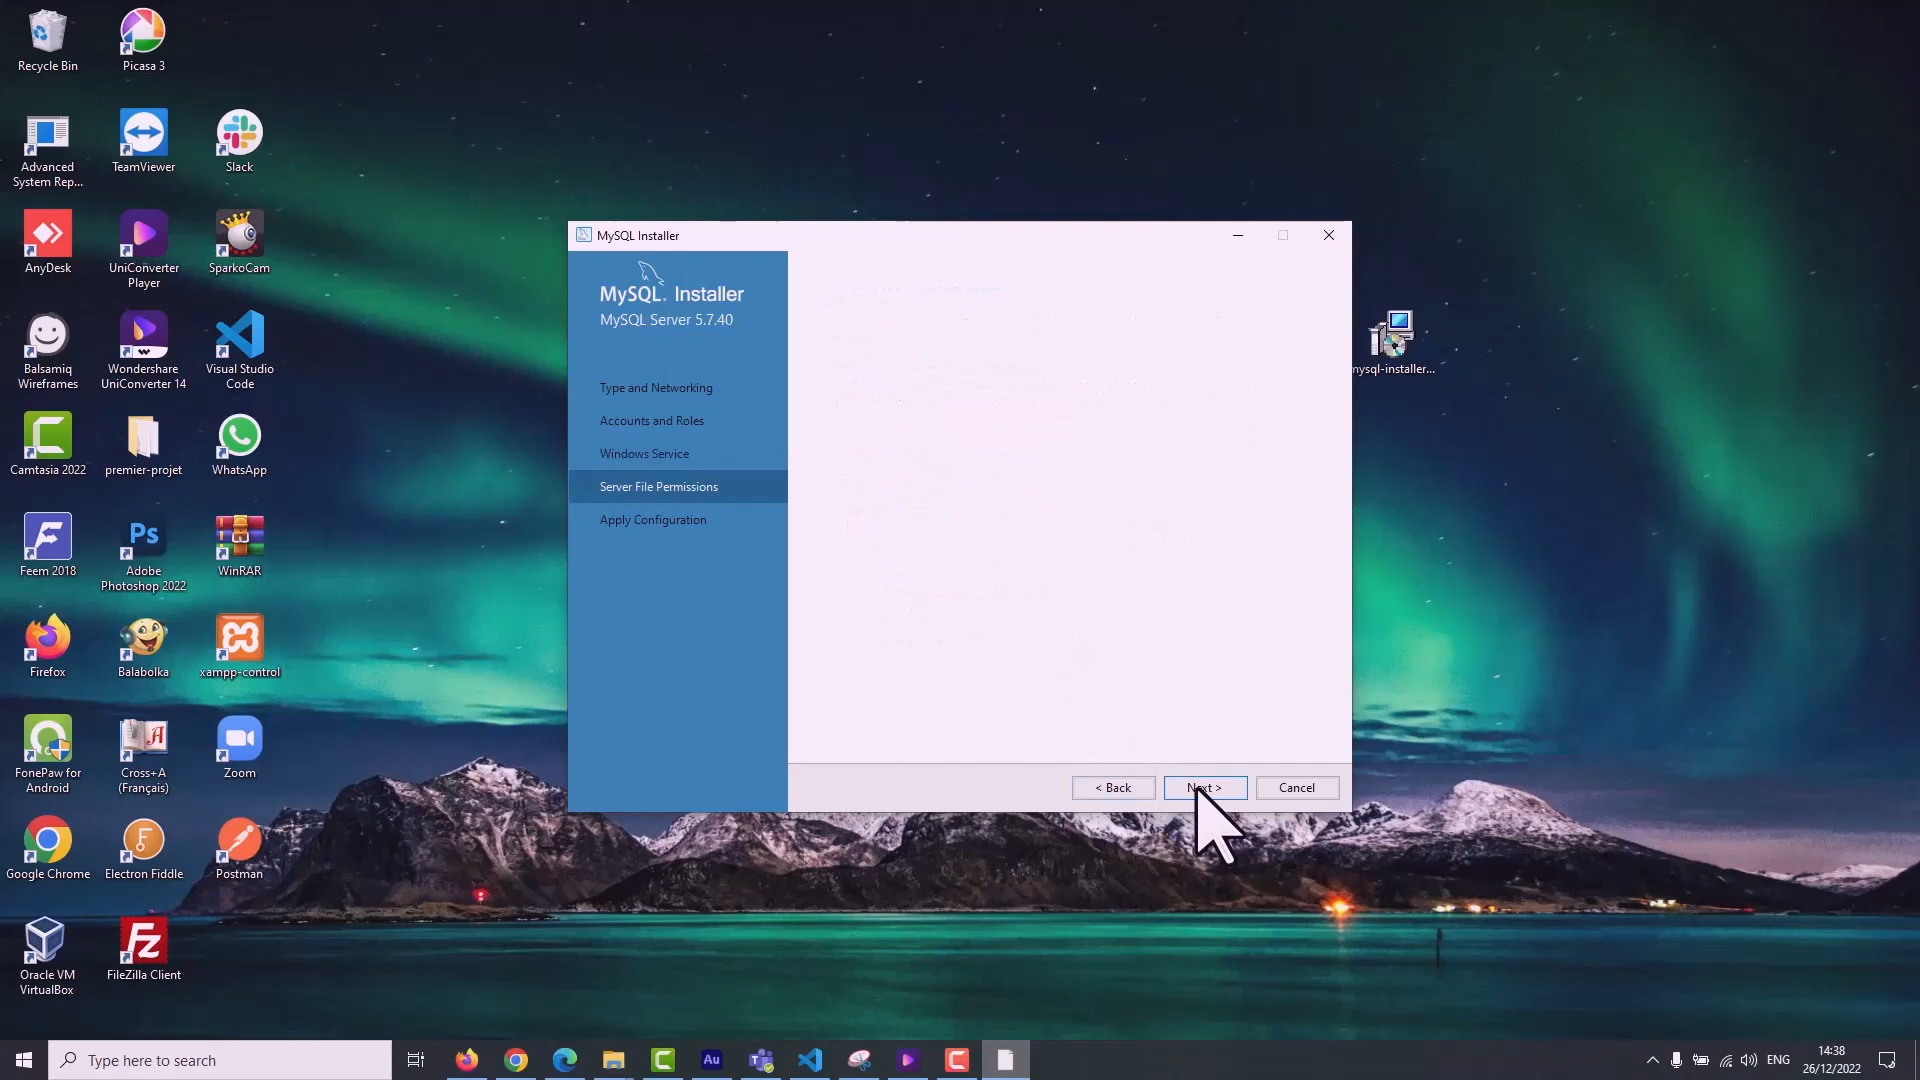 Recycle Bin
Picasa 3
Advanced
System Rep...
TeamViewer
Slack
AnyDesk
UniConverter
Player
SparkoCam
Balsamiq
Wireframes
Wondershare
UniConverter 14
Visual Studio
Code
Camtasia 2022
premier-projet
WhatsApp
Feem 2018
Ps
Adobe
Photoshop 2022
WinRAR
Firefox
Balabolka
xampp-control
FonePaw for
Android
Cross+A
(Français)
Zoom
Google Chrome
Electron Fiddle
Postman
Oracle VM
VirtualBox
Fz
FileZilla Client
MySQL Installer
MySQL. Installer
MySQL Server 5.7.40
Type and Networking
Accounts and Roles
Windows Service
Server File Permissions
Apply Configuration
< Back
Next >
Cancel
mysql-installer...
Type here to search
Au
ENG
14:38
26/12/2022